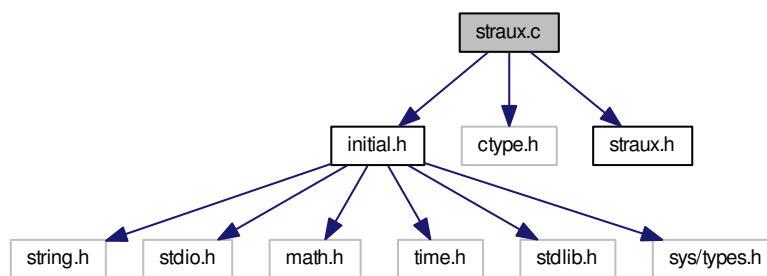 straux.c
initial.h
ctype.h
straux.h
string.h
stdio.h
math.h
time.h
stdlib.h
sys/types.h